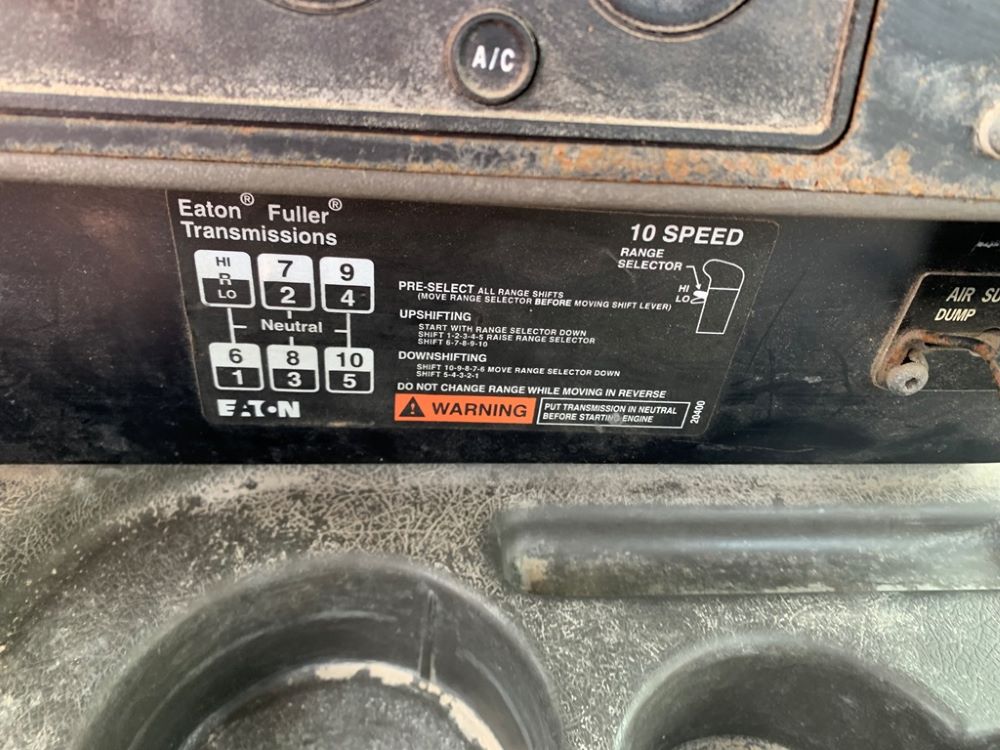 A/C
Eaton® Fuller®
Transmissions
10 SPEED
RANGE
SELECTOR
HI
LO
HI
R
LO
7
2
9
4
Neutral
6
1
8
3
10
5
EATON
PRE-SELECT ALL RANGE SHIFTS
(MOVE RANGE SELECTOR BEFORE MOVING SHIFT LEVER)
UPSHIFTING
START WITH RANGE SELECTOR DOWN
SHIFT 1-2-3-4-5 RAISE RANGE SELECTOR
SHIFT 6-7-8-9-10
DOWNSHIFTING
SHIFT 10-9-8-7-6 MOVE RANGE SELECTOR DOWN
SHIFT 5-4-3-2-1
DO NOT CHANGE RANGE WHILE MOVING IN REVERSE
WARNING
PUT TRANSMISSION IN NEUTRAL
BEFORE STARTING ENGINE
20400
AIR
DUMP